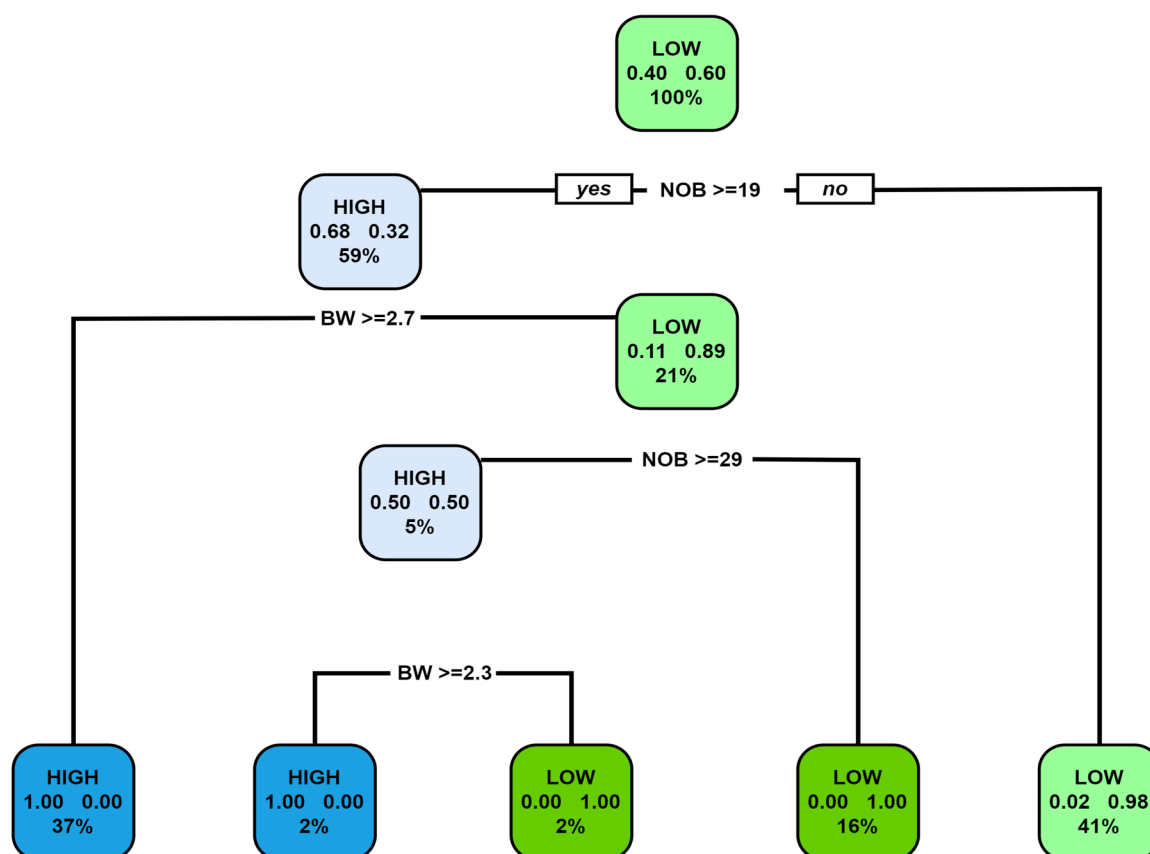 LOW
0.40 0.60
100%
yes NOB >=19 no
HIGH
0.68 0.32
59%
BW >=2.7
LOW
0.11 0.89
21%
NOB >=29
HIGH
0.50 0.50
5%
BW >=2.3
HIGH
1.00 0.00
37%
HIGH
1.00 0.00
2%
LOW
0.00 1.00
2%
LOW
0.00 1.00
16%
LOW
0.02 0.98
41%